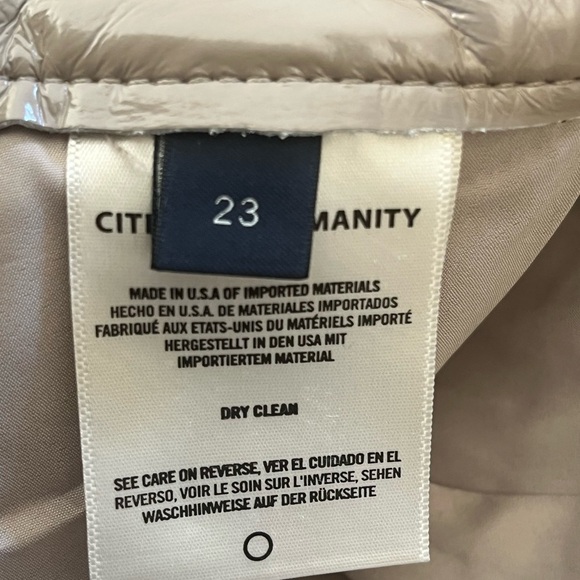 23
CITI MANITY
MADE IN U.S.A OF IMPORTED MATERIALS
HECHO EN U.S.A. DE MATERIALES IMPORTADOS
FABRIQUÉ AUX ETATS-UNIS DU MATÉRIELS IMPORTÉ
HERGESTELLT IN DEN USA MIT
IMPORTIERTEM MATERIAL
DRY CLEAN
SEE CARE ON REVERSE, VER EL CUIDADO EN EL
REVERSO, VOIR LE SOIN SUR L'INVERSE, SEHEN
WASCHHINWEISE AUF DER RÜCKSEITE